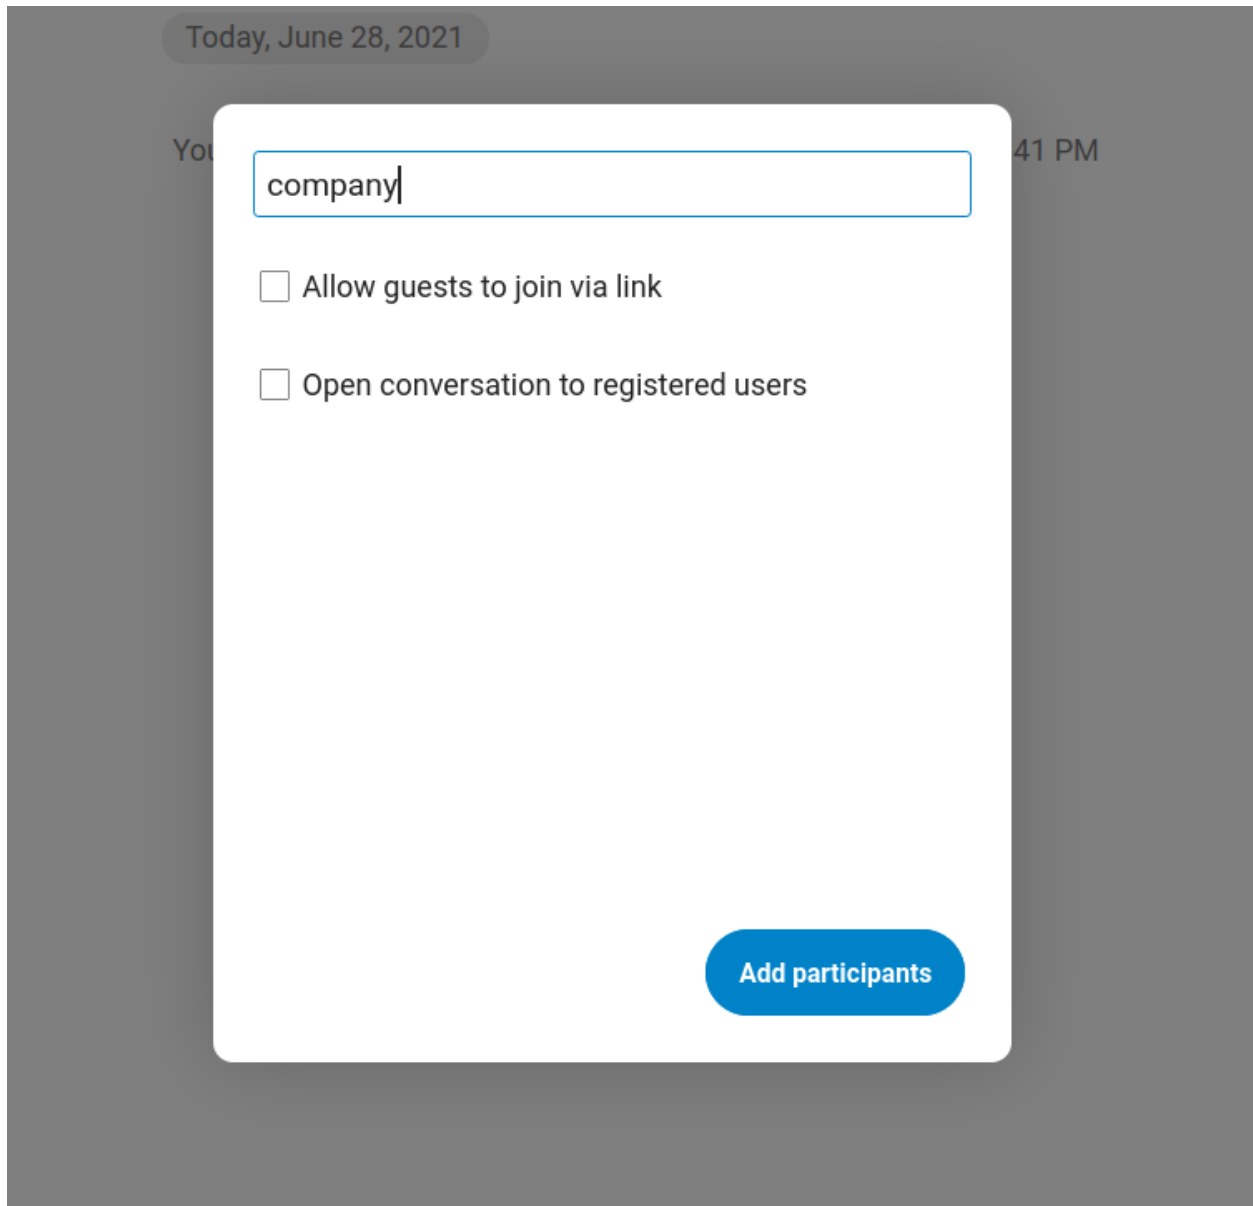 Today, June 28, 2021
41 PM
company
Allow guests to join via link
Open conversation to registered users
Add participants